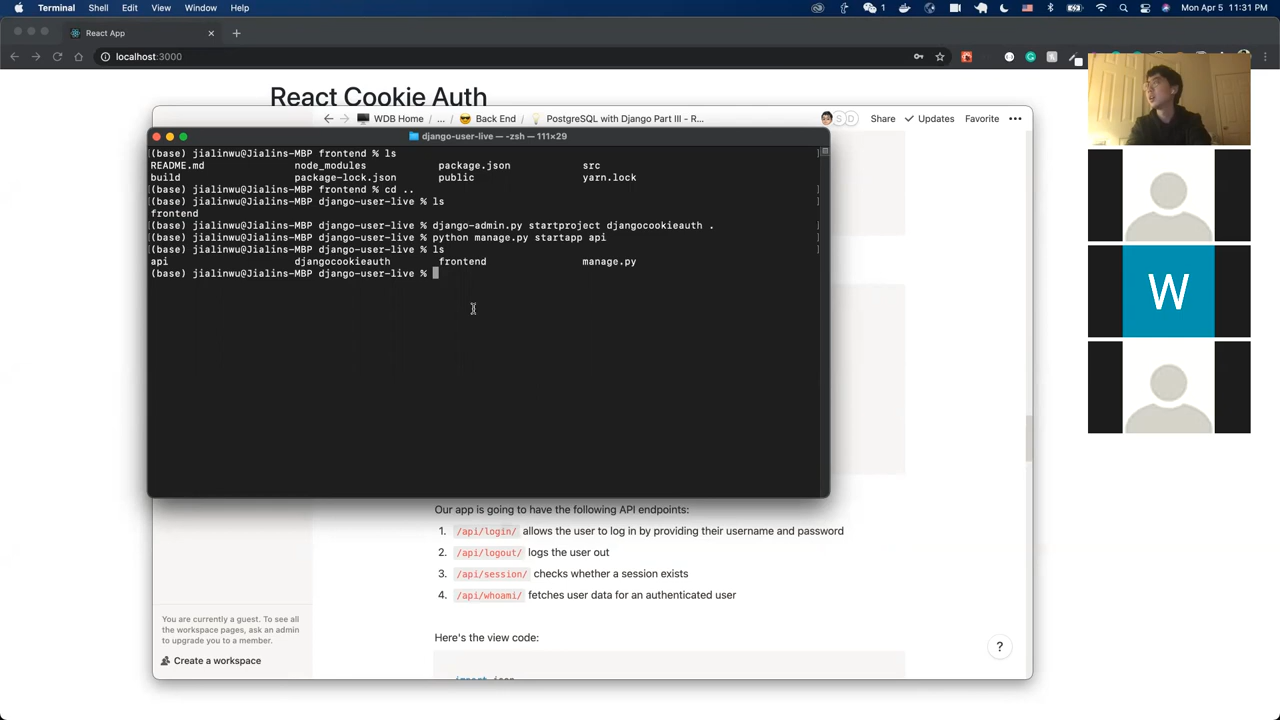 Terminal Shell Edit View Window Help
1
Mon Apr 5 11:31 PM
React App
localhost:3000
React Cookie Auth
WDB Home / ... / Back End / PostgreSQL with Django Part III - R...
S D Share Updates Favorite
django-user-live — -zsh — 111×29
(base) jialinwu@Jialins-MBP frontend % ls
README.md node_modules package.json src
build package-lock.json public yarn.lock
(base) jialinwu@Jialins-MBP frontend % cd ..
(base) jialinwu@Jialins-MBP django-user-live % ls
frontend
(base) jialinwu@Jialins-MBP django-user-live % django-admin.py startproject djangocookieauth .
(base) jialinwu@Jialins-MBP django-user-live % python manage.py startapp api
(base) jialinwu@Jialins-MBP django-user-live % ls
api djangocookieauth frontend manage.py
(base) jialinwu@Jialins-MBP django-user-live %
Our app is going to have the following API endpoints:
1. /api/login/ allows the user to log in by providing their username and password
2. /api/logout/ logs the user out
3. /api/session/ checks whether a session exists
4. /api/whoami/ fetches user data for an authenticated user
You are currently a guest. To see all
the workspace pages, ask an admin
to upgrade you to a member.
Create a workspace
Here's the view code:
import json
?
W